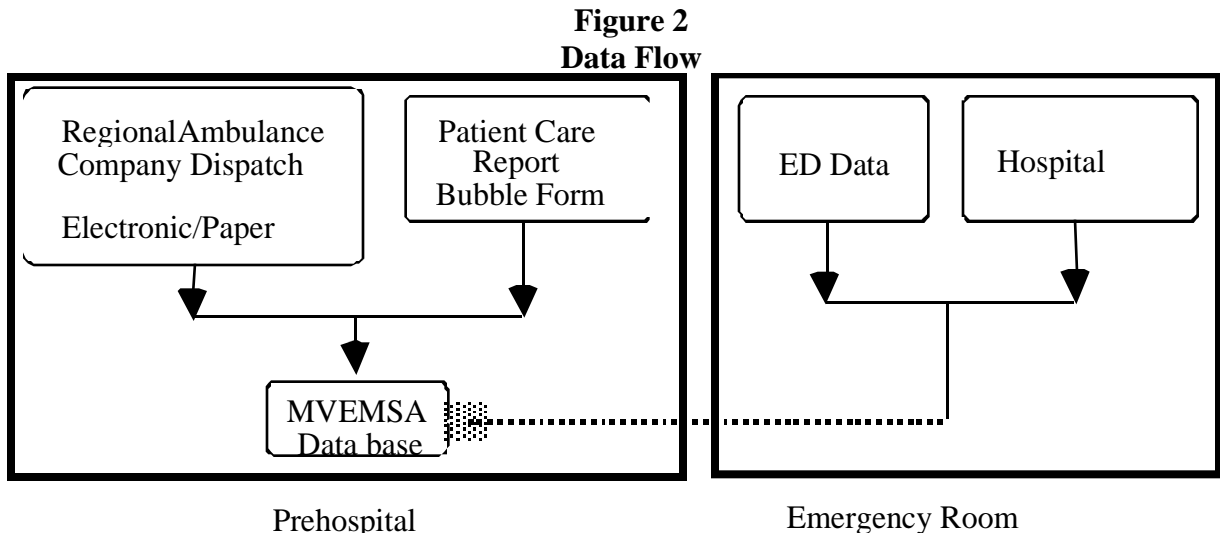 Figure 2
Data Flow
RegionalAmbulance
Company Dispatch
Electronic/Paper
Patient Care
Report
Bubble Form
ED Data
Hospital
MVEMSA
Data base
Prehospital
Emergency Room